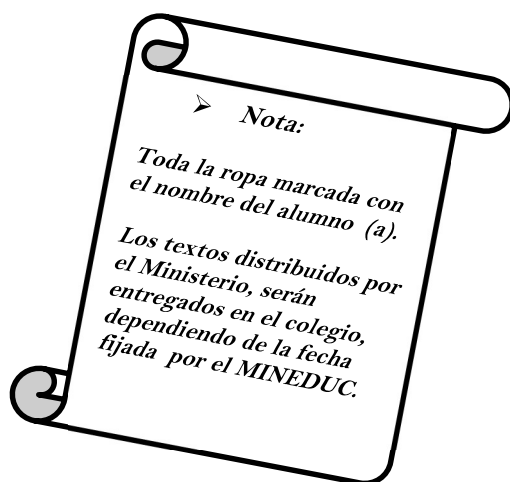 ➢ Nota:
Toda la ropa marcada con
el nombre del alumno (a).
Los textos distribuidos por
el Ministerio, serán
entregados en el colegio,
dependiendo de la fecha
fijada por el MINEDUC.